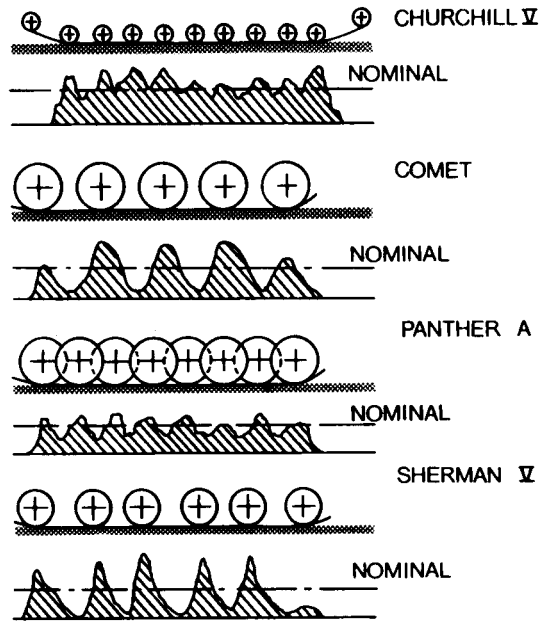 CHURCHILL V
NOMINAL
COMET
NOMINAL
PANTHER A
NOMINAL
SHERMAN V
NOMINAL